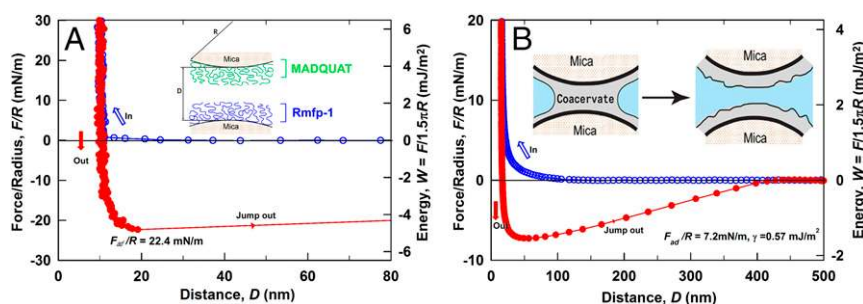 A
Force/Radius, F/R (mN/m)
30
20
10
0
-10
-20
-30
0 10 20 30 40 50 60 70 80
Distance, D (nm)
Energy, W = F/1.5πR (mJ/m²)
6
4
2
0
-2
-4
-6
R
Mica
MADQUAT
D
Rmfp-1
Mica
In
Out
Jump out
F_ad/R = 22.4 mN/m
B
Force/Radius, F/R (mN/m)
20
10
0
-10
0 100 200 300 400 500
Distance, D (nm)
Energy, W = F/1.5πR (mJ/m²)
4
2
0
-2
Mica
Coacervate
Mica
Mica
Mica
In
Out
Jump out
F_ad/R = 7.2mN/m, γ=0.57 mJ/m²